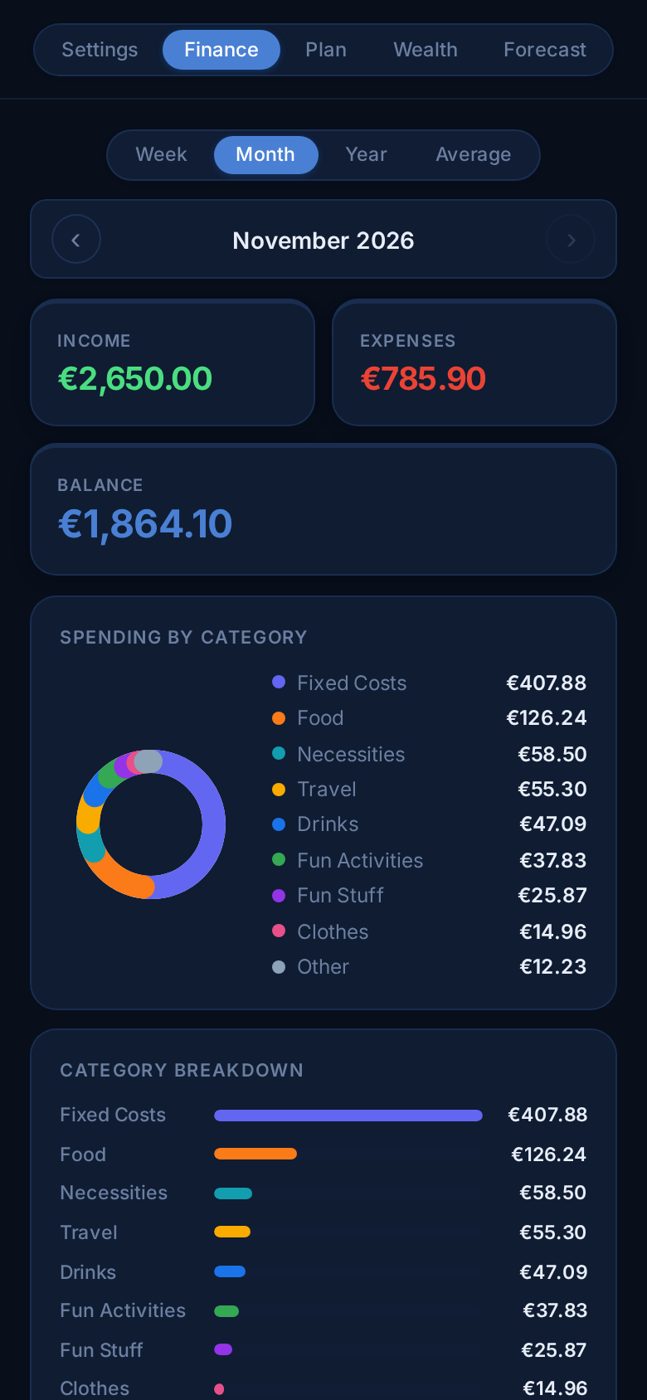 Settings Finance Plan Wealth Forecast
Week Month Year Average
‹ November 2026 ›
INCOME
€2,650.00
EXPENSES
€785.90
BALANCE
€1,864.10
SPENDING BY CATEGORY
Fixed Costs €407.88
Food €126.24
Necessities €58.50
Travel €55.30
Drinks €47.09
Fun Activities €37.83
Fun Stuff €25.87
Clothes €14.96
Other €12.23
CATEGORY BREAKDOWN
Fixed Costs €407.88
Food €126.24
Necessities €58.50
Travel €55.30
Drinks €47.09
Fun Activities €37.83
Fun Stuff €25.87
Clothes €14.96